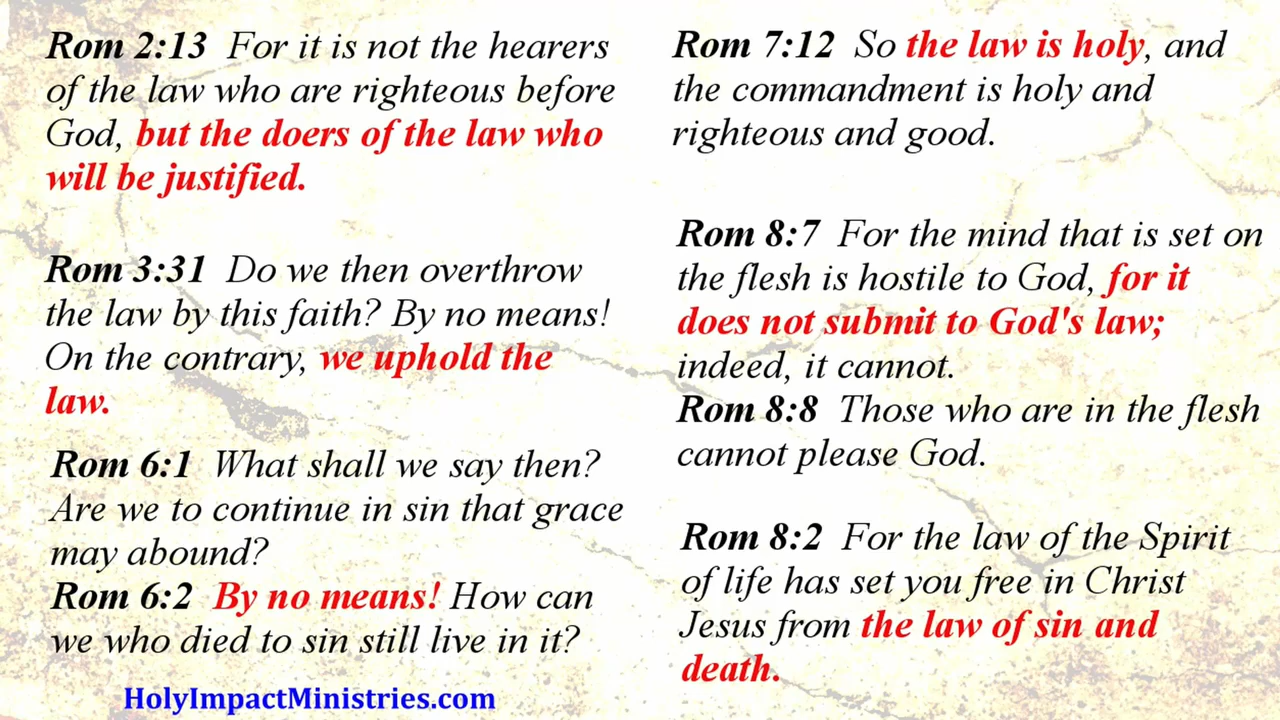 Rom 2:13 For it is not the hearers
of the law who are righteous before
God, but the doers of the law who
will be justified.
Rom 3:31 Do we then overthrow
the law by this faith? By no means!
On the contrary, we uphold the
law.
Rom 6:1 What shall we say then?
Are we to continue in sin that grace
may abound?
Rom 6:2 By no means! How can
we who died to sin still live in it?
HolyImpactMinistries.com
Rom 7:12 So the law is holy, and
the commandment is holy and
righteous and good.
Rom 8:7 For the mind that is set on
the flesh is hostile to God, for it
does not submit to God's law;
indeed, it cannot.
Rom 8:8 Those who are in the flesh
cannot please God.
Rom 8:2 For the law of the Spirit
of life has set you free in Christ
Jesus from the law of sin and
death.